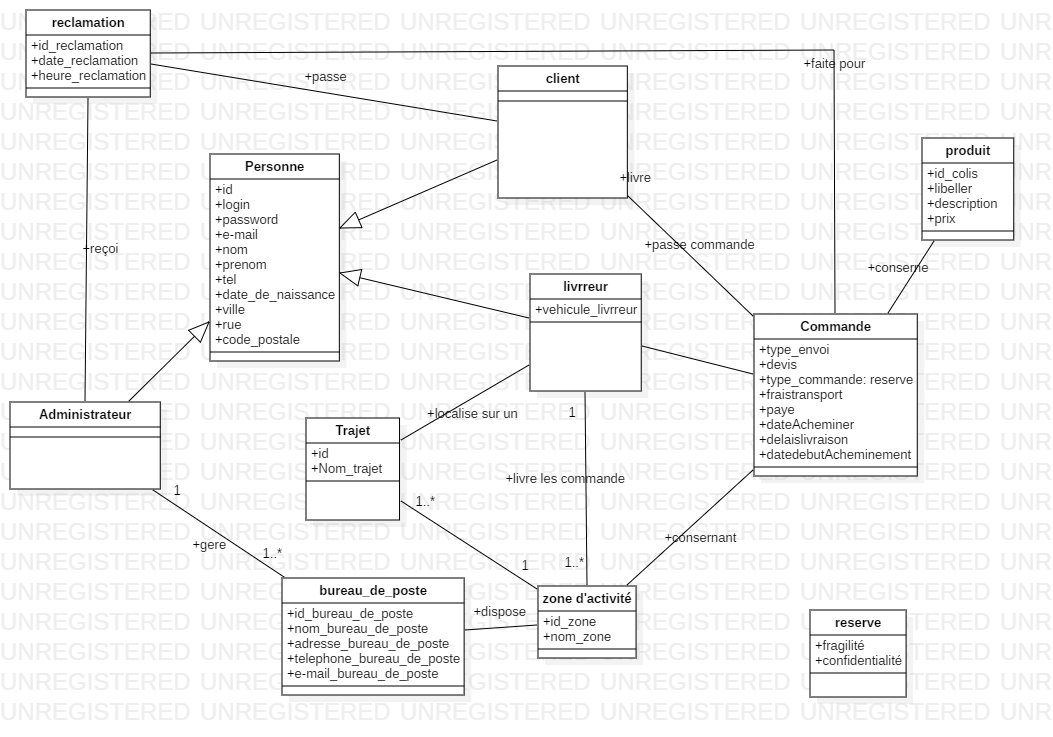 reclamation
+id_reclamation
+date_reclamation
+heure_reclamation
+passe
+faite pour
client
+livre
+passe commande
produit
+id_colis
+libeller
+description
+prix
+conserne
Personne
+id
+login
+password
+e-mail
+nom
+prenom
+tel
+date_de_naissance
+ville
+rue
+code_postale
+reçoi
livrreur
+vehicule_livrreur
Commande
+type_envoi
+devis
+type_commande: reserve
+fraistransport
+paye
+dateAcheminer
+delaislivraison
+datedebutAcheminement
Administrateur
1
+gere
1..*
Trajet
+id
+Nom_trajet
+localise sur un
1..*
1
1
+livre les commande
1..*
+consernant
bureau_de_poste
+id_bureau_de_poste
+nom_bureau_de_poste
+adresse_bureau_de_poste
+telephone_bureau_de_poste
+e-mail_bureau_de_poste
+dispose
zone d'activité
+id_zone
+nom_zone
reserve
+fragilité
+confidentialité
UNREGISTERED UNREGISTERED UNREGISTERED UNREGISTERED UNREGISTERED UNR